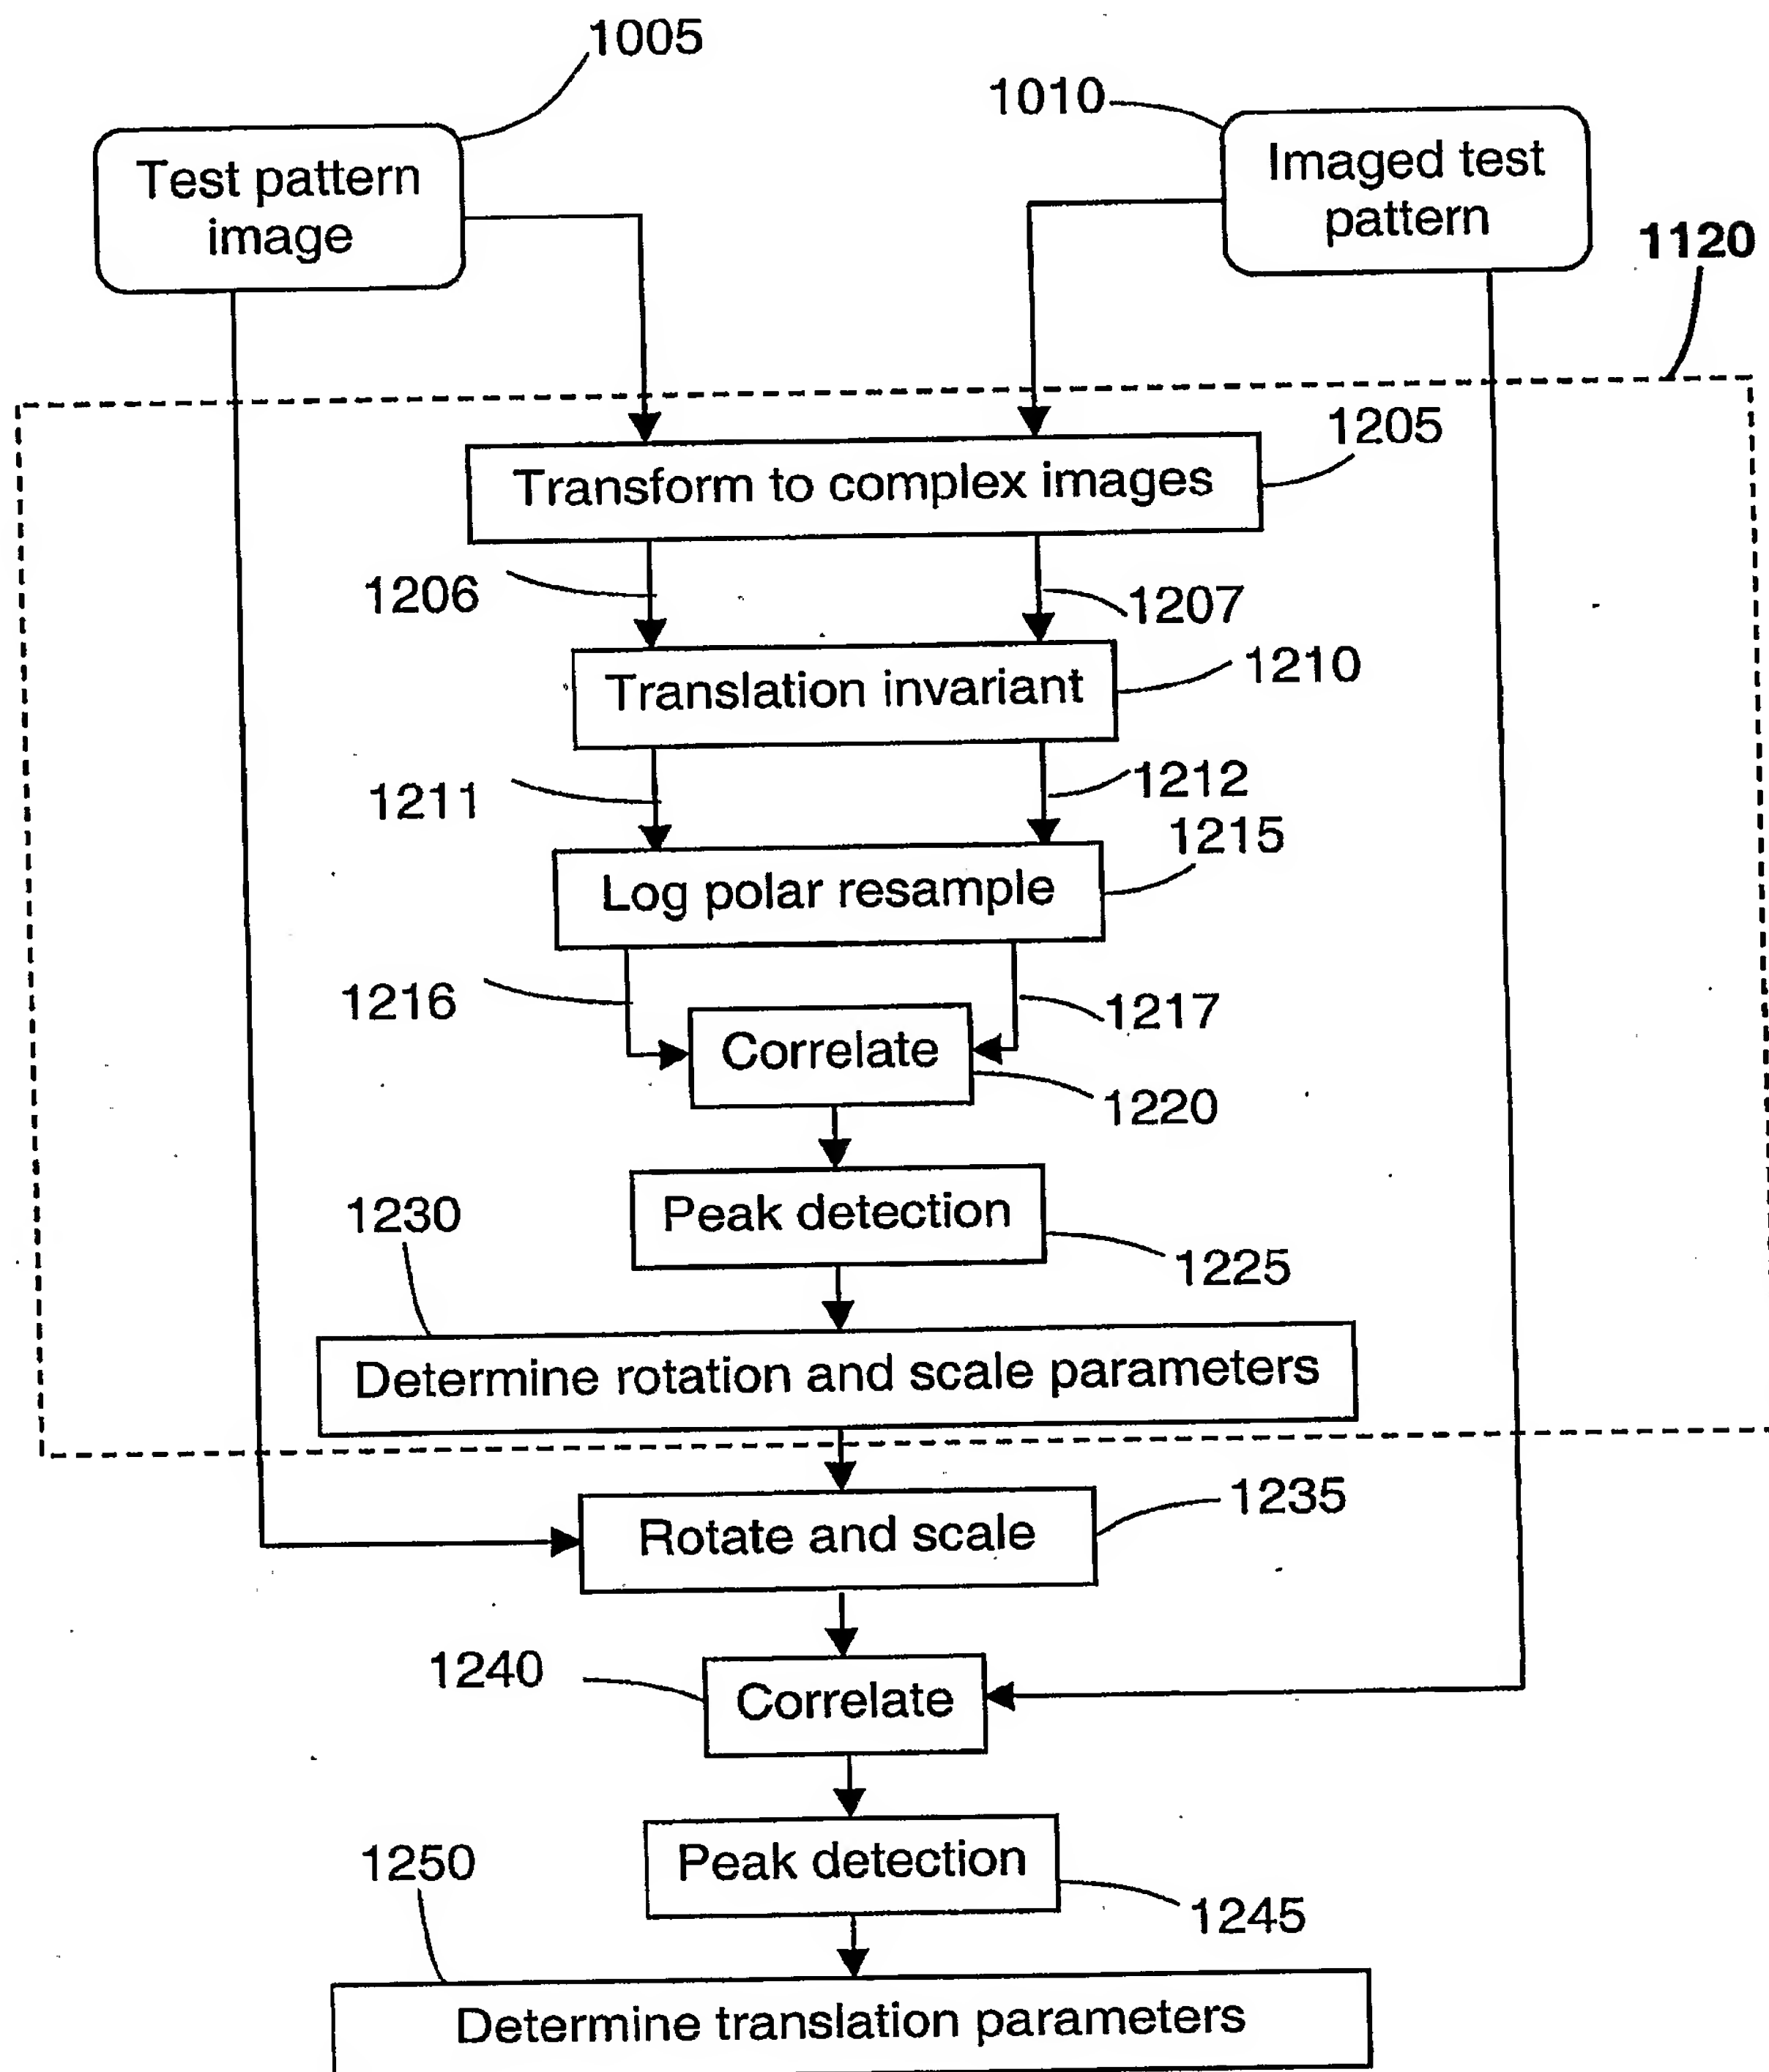 1005
1010
Test pattern
image
Imaged test
pattern
1120
1205
Transform to complex images
1206
1207
Translation invariant
1210
1211
1212
1215
Log polar resample
1216
1217
Correlate
1220
1230
Peak detection
1225
Determine rotation and scale parameters
1235
Rotate and scale
1240
Correlate
1250
Peak detection
1245
Determine translation parameters